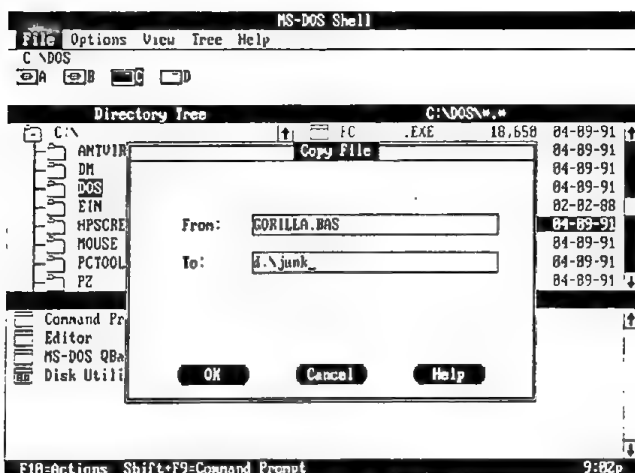 MS-DOS Shell
File Options View Tree Help
C \DOS
A B C D
Directory Tree C:\DOS\*.*
C:\ FC .EXE 18,650 04-09-91
ANTVIR Copy File 04-09-91
DM 04-09-91
DOS 04-09-91
EIN 02-02-88
HPSCRE From: GORILLA.BAS 04-09-91
MOUSE 04-09-91
PCTOOL To: d.\junk_ 04-09-91
PZ 04-09-91
Command Pr
Editor
MS-DOS QBa
Disk Utili OK Cancel Help
F10=Actions Shift+F9=Command Prompt 9:02p